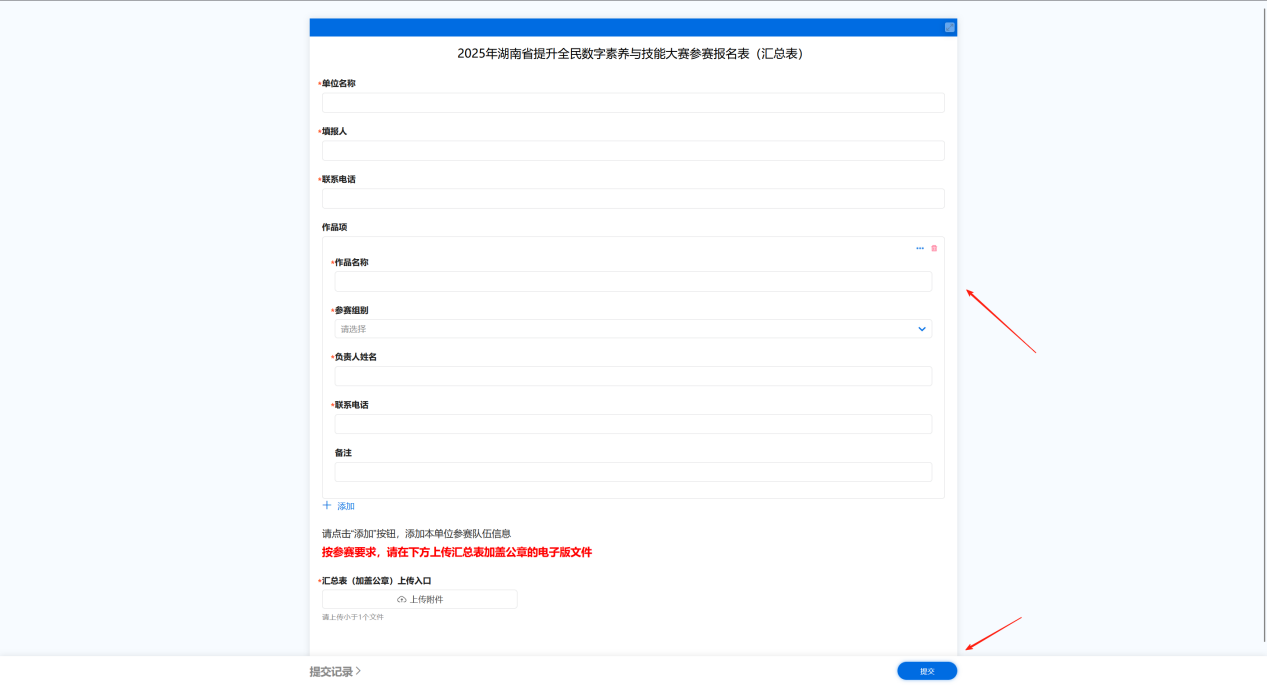 2025年湖南省提升全民数字素养与技能大赛参赛报名表（汇总表）
*单位名称
*填报人
*联系电话
作品项
*作品名称
*参赛组别
请选择
*负责人姓名
*联系电话
备注
+ 添加
请点击"添加"按钮，添加本单位参赛队伍信息
按参赛要求，请在下方上传汇总表加盖公章的电子版文件
*汇总表（加盖公章）上传入口
上传附件
请上传小于1个文件
提交记录 >
提交